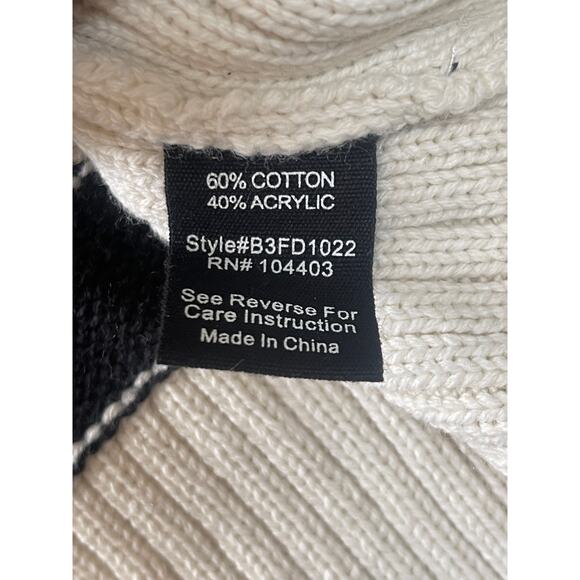 60% COTTON
40% ACRYLIC
Style#B3FD1022
RN# 104403
See Reverse For
Care Instruction
Made In China